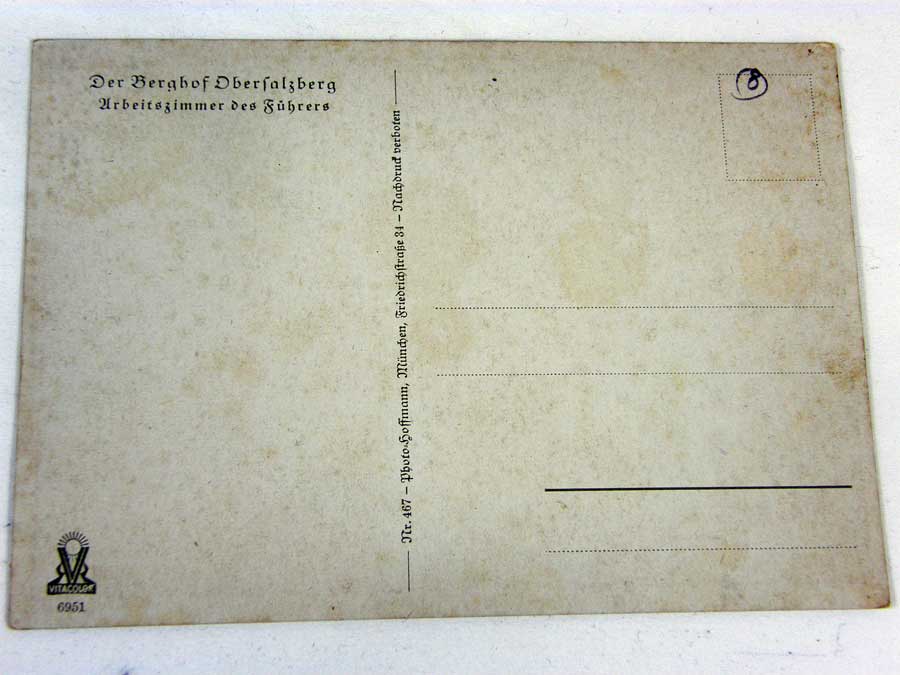 Der Berghof Obersalzberg
Arbeitszimmer des Führers
Nr. 467 – Photo-Hoffmann, München, Friedrichstraße 34 – Nachdruck verboten
8
VITACOLOR
6951